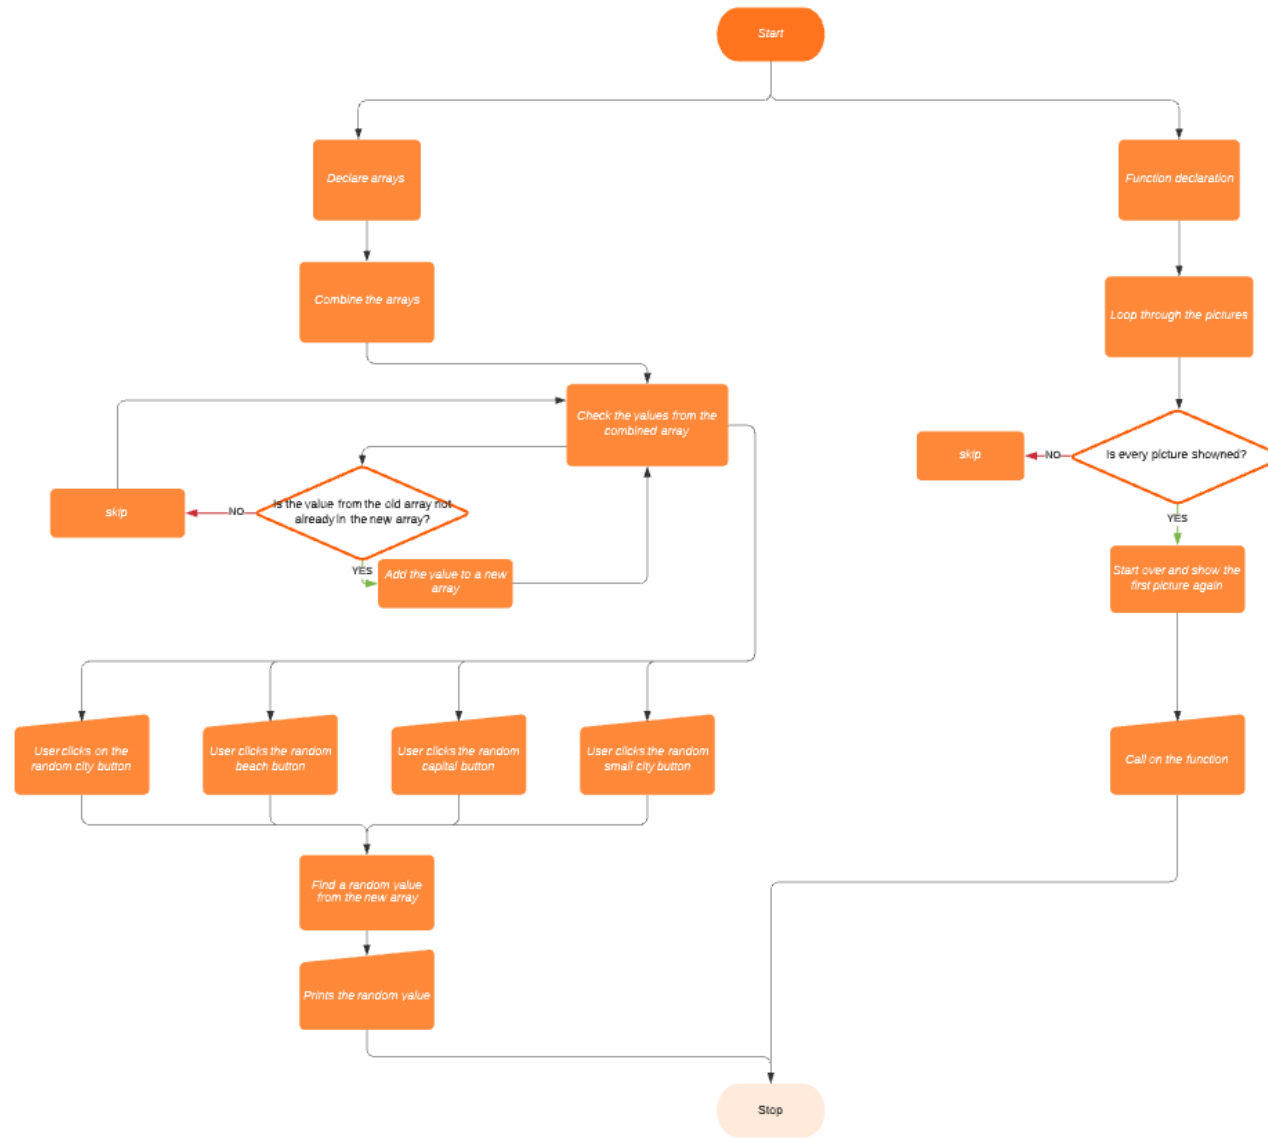 Start
Declare arrays
Function declaration
Combine the arrays
Loop through the pictures
Check the values from the
combined array
Is the value from the old array not
already in the new array?
NO
skip
YES
Add the value to a new
array
Is every picture showned?
NO
skip
YES
Start over and show the
first picture again
User clicks on the
random city button
User clicks the random
beach button
User clicks the random
capital button
User clicks the random
small city button
Call on the function
Find a random value
from the new array
Prints the random value
Stop